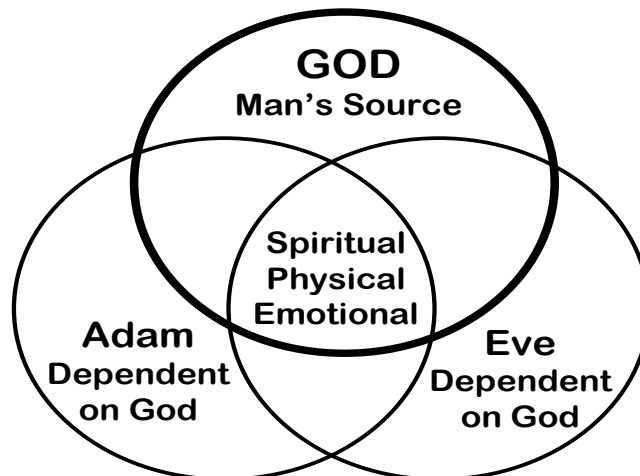 GOD
Man’s Source
Spiritual
Physical
Emotional
Adam
Dependent
on God
Eve
Dependent
on God